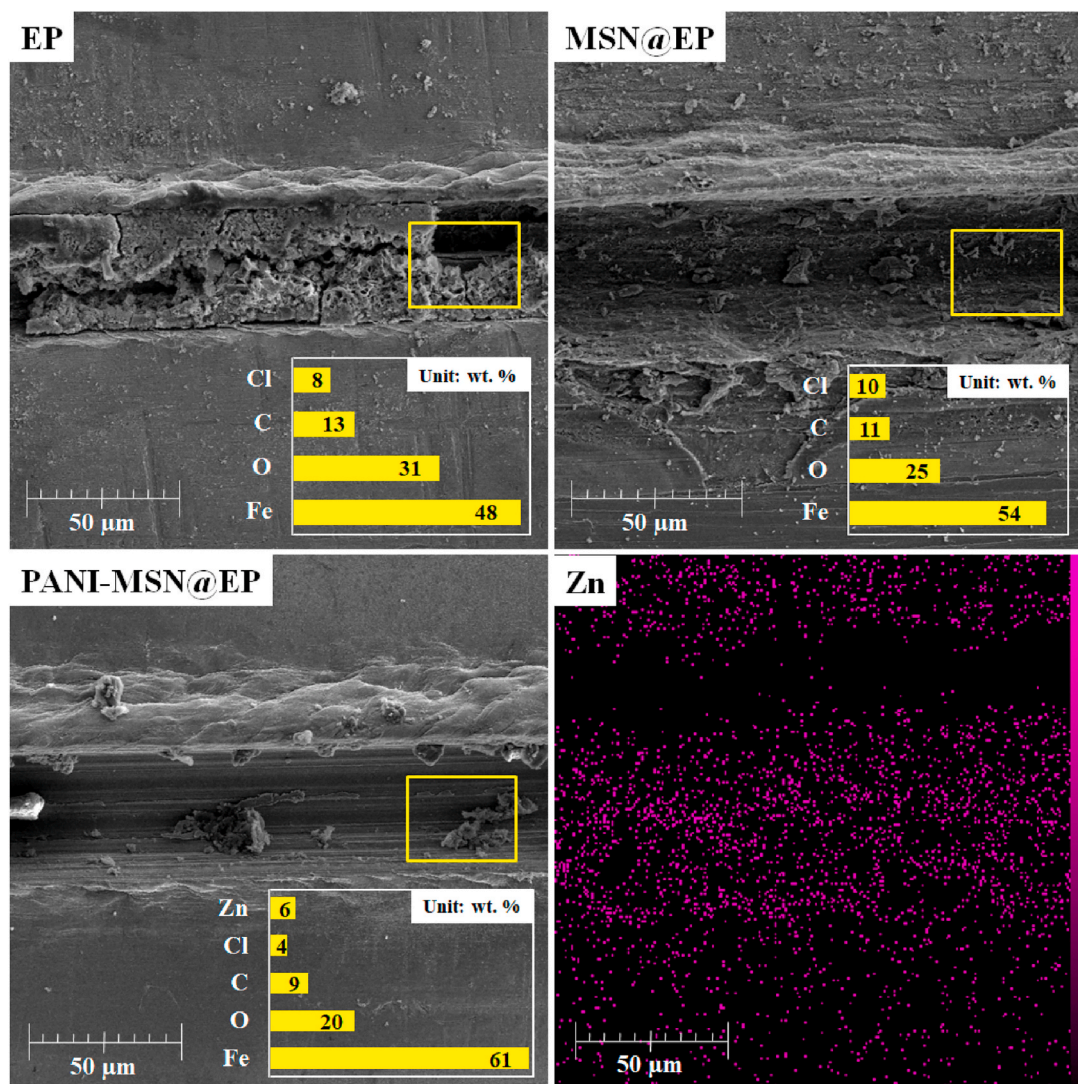 EP
Unit: wt. %
Cl 8
C 13
O 31
Fe 48
50 µm
MSN@EP
Unit: wt. %
Cl 10
C 11
O 25
Fe 54
50 µm
PANI-MSN@EP
Unit: wt. %
Zn 6
Cl 4
C 9
O 20
Fe 61
50 µm
Zn
50 µm